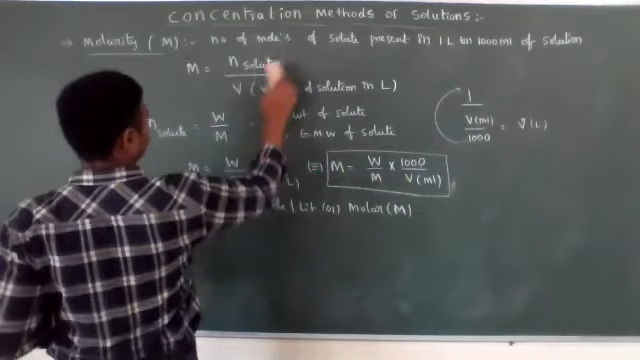 Concentration Methods of Solutions:-
⇒ Molarity (M):- no of mole's of solute present in 1 L (or) 1000 ml of solution
M = n solute
V ( of solution in L)
n solute = W/M wt of solute
G.M.W of solute
1
V(ml)/1000 = V(L)
m = W (≡) M = W/M × 1000/V(ml)
L)
/ Lit (or) Molar (M)